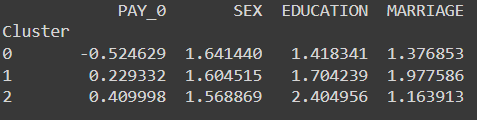 PAY_0 SEX EDUCATION MARRIAGE
Cluster
0 -0.524629 1.641440 1.418341 1.376853
1 0.229332 1.604515 1.704239 1.977586
2 0.409998 1.568869 2.404956 1.163913